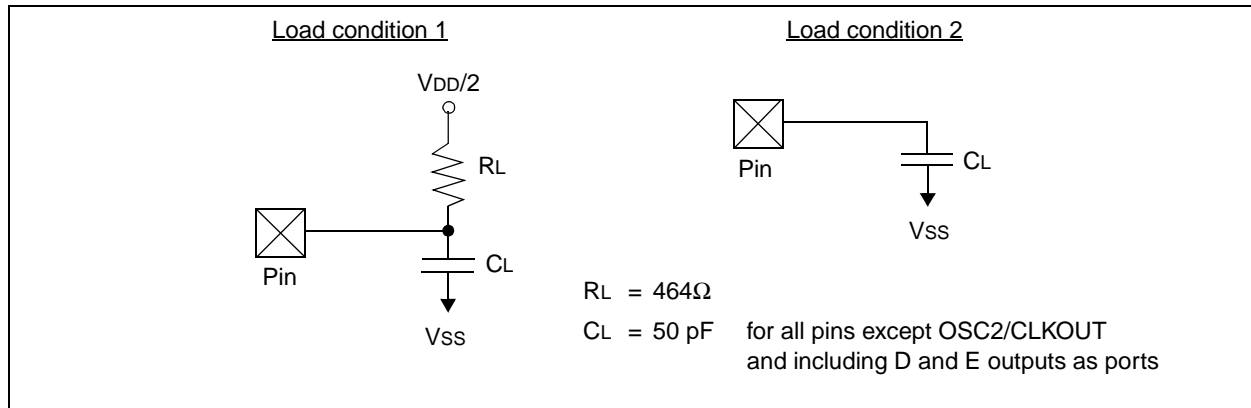 Load condition 1
VDD/2
RL
Pin
CL
VSS
Load condition 2
Pin
CL
VSS
RL = 464Ω
CL = 50 pF for all pins except OSC2/CLKOUT
and including D and E outputs as ports